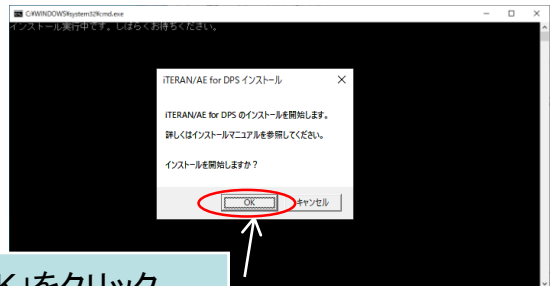 C:¥WINDOWS¥system32¥cmd.exe
インストール実行中です。しばらくお待ちください。
iTERAN/AE for DPS インストール
iTERAN/AE for DPS のインストールを開始します。
詳しくはインストールマニュアルを参照してください。
インストールを開始しますか？
OK
キャンセル
」をクリック